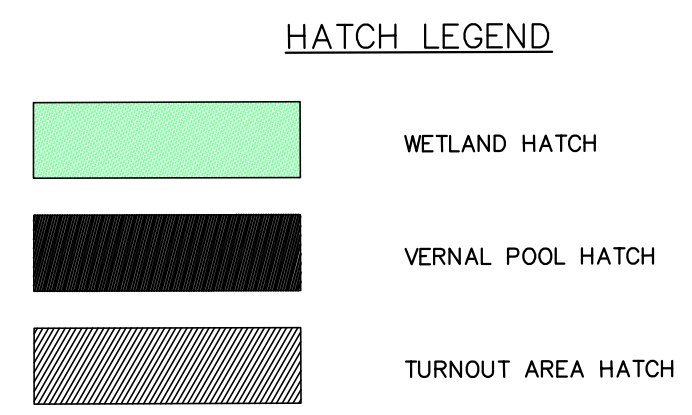 HATCH LEGEND
WETLAND HATCH
VERNAL POOL HATCH
TURNOUT AREA HATCH